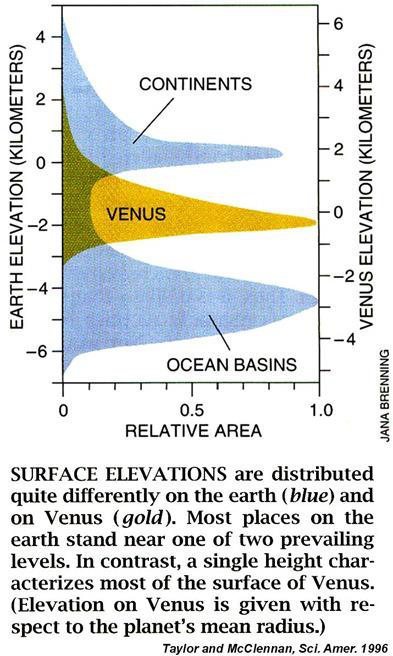 4
2
0
−2
−4
−6
EARTH ELEVATION (KILOMETERS)
CONTINENTS
VENUS
OCEAN BASINS
6
4
2
0
−2
−4
VENUS ELEVATION (KILOMETERS)
0
0.5
1.0
RELATIVE AREA
JANA BRENNING
SURFACE ELEVATIONS are distributed
quite differently on the earth (blue) and
on Venus (gold). Most places on the
earth stand near one of two prevailing
levels. In contrast, a single height char-
acterizes most of the surface of Venus.
(Elevation on Venus is given with re-
spect to the planet's mean radius.)
Taylor and McClennan, Sci. Amer. 1996